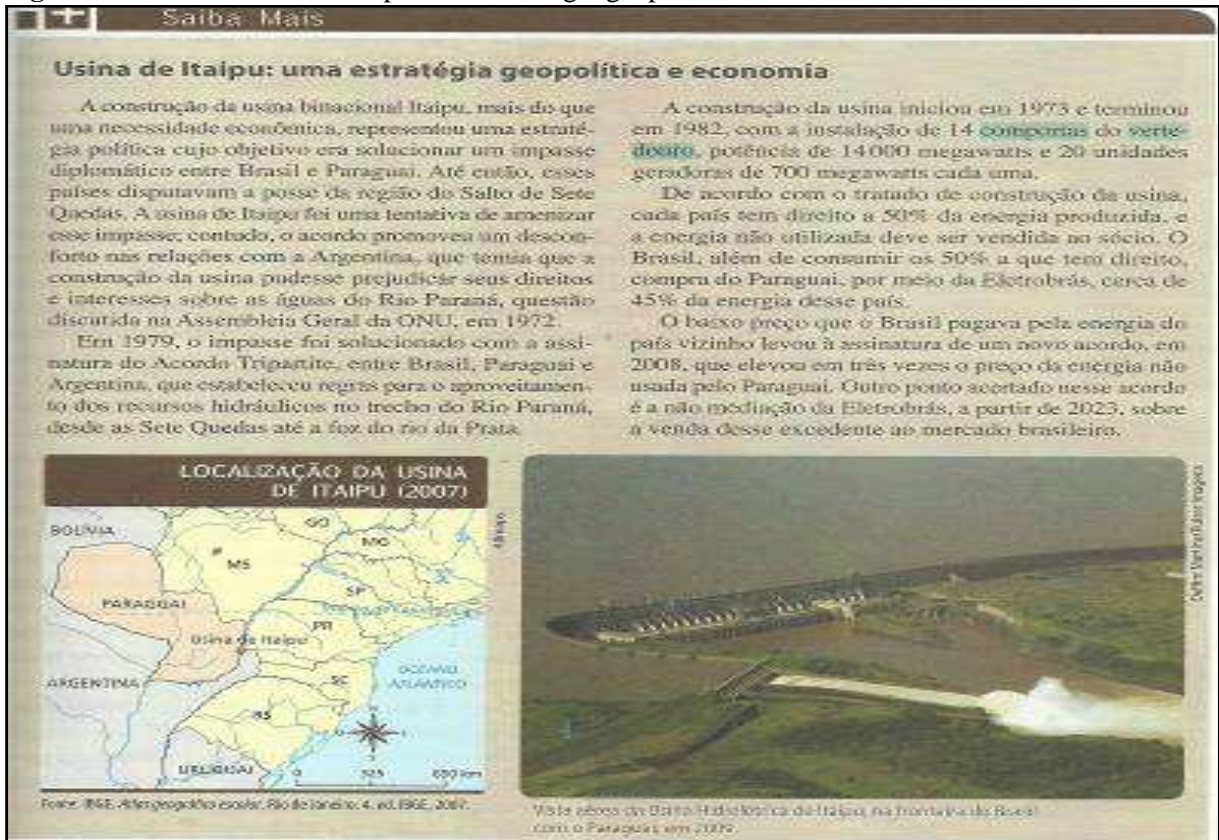 Saiba Mais
Usina de Itaipu: uma estratégia geopolítica e economia
A construção da usina binacional Itaipu, mais do que
uma necessidade econômica, representou uma estraté-
gia política cujo objetivo era solucionar um impasse
diplomático entre Brasil e Paraguai. Até então, esses
países disputavam a posse da região do Salto de Sete
Quedas. A usina de Itaipu foi uma tentativa de amenizar
esse impasse; contudo, o acordo promoveu um descon-
forto nas relações com a Argentina, que temia que a
construção da usina pudesse prejudicar seus direitos
e interesses sobre as águas do Rio Paraná, questão
discutida na Assembleia Geral da ONU, em 1972.
Em 1979, o impasse foi solucionado com a assi-
natura do Acordo Tripartite, entre Brasil, Paraguai e
Argentina, que estabeleceu regras para o aproveitamen-
to dos recursos hidráulicos no trecho do Rio Paraná,
desde as Sete Quedas até a foz do rio da Prata.
A construção da usina iniciou em 1973 e terminou
em 1982, com a instalação de 14 comportas do verte-
douro, potência de 14 000 megawatts e 20 unidades
geradoras de 700 megawatts cada uma.
De acordo com o tratado de construção da usina,
cada país tem direito a 50% da energia produzida, e
a energia não utilizada deve ser vendida ao sócio. O
Brasil, além de consumir os 50% a que tem direito,
compra do Paraguai, por meio da Eletrobrás, cerca de
45% da energia desse país.
O baixo preço que o Brasil pagava pela energia do
país vizinho levou à assinatura de um novo acordo, em
2008, que elevou em três vezes o preço da energia não
usada pelo Paraguai. Outro ponto acertado nesse acordo
é a não mediação da Eletrobrás, a partir de 2023, sobre
a venda desse excedente ao mercado brasileiro.
LOCALIZAÇÃO DA USINA
DE ITAIPU (2007)
BOLÍVIA
GO
MG
MS
SP
PARAGUAI
PR
Usina de Itaipu
ARGENTINA
SC
OCEANO
ATLÂNTICO
RS
URUGUAI
0 325 650 km
Fonte: IBGE. Atlas geográfico escolar. Rio de Janeiro: 4. ed. IBGE, 2007.
Vista aérea da Usina Hidrelétrica de Itaipu, na fronteira do Brasil
com o Paraguai, em 2009.